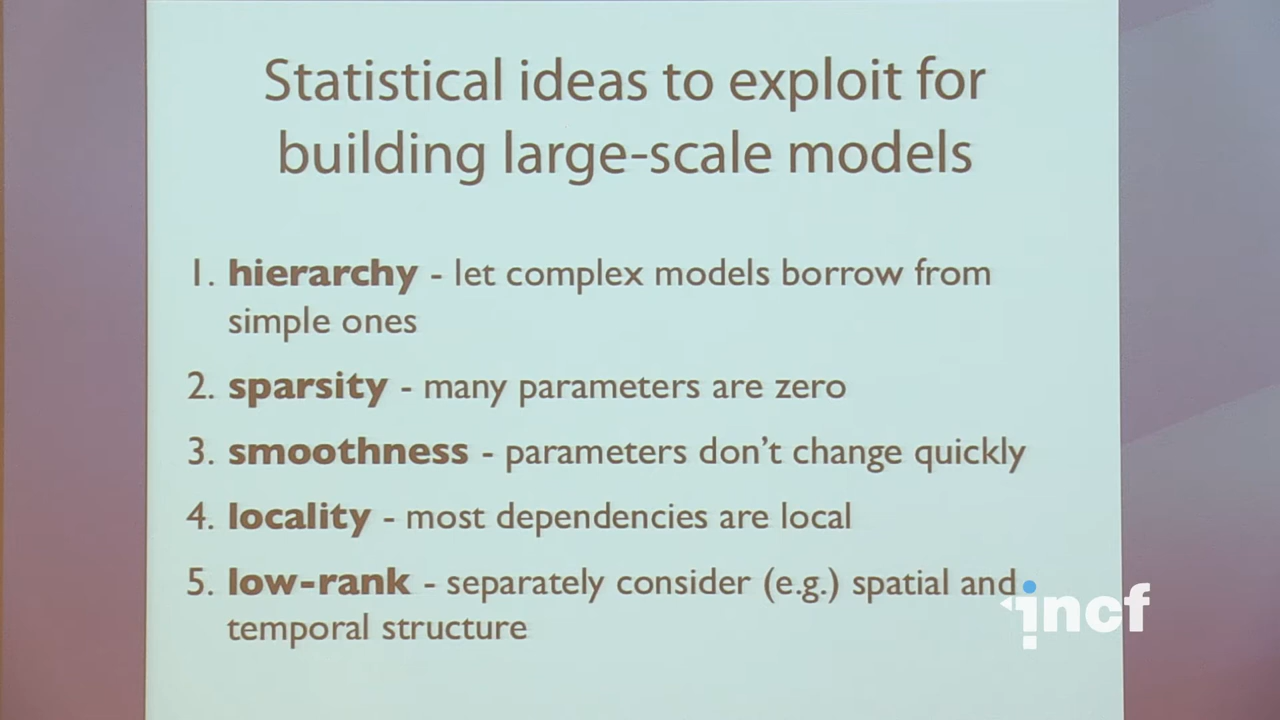 Statistical ideas to exploit for
building large-scale models
1. hierarchy - let complex models borrow from
simple ones
2. sparsity - many parameters are zero
3. smoothness - parameters don't change quickly
4. locality - most dependencies are local
5. low-rank - separately consider (e.g.) spatial and
temporal structure
incf